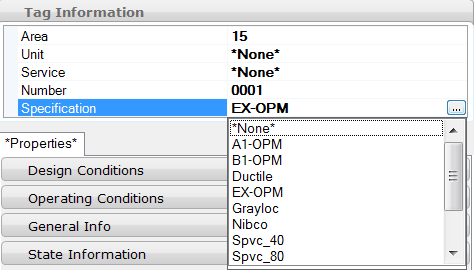 Tag Information
Area 15
Unit *None*
Service *None*
Number 0001
Specification EX-OPM ...
*None*
A1-OPM
B1-OPM
Ductile
EX-OPM
Grayloc
Nibco
Spvc_40
Spvc_80
*Properties*
Design Conditions
Operating Conditions
General Info
State Information